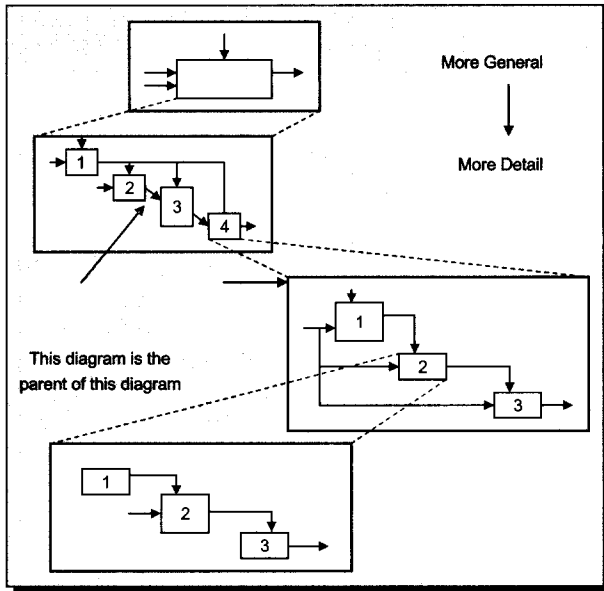 More General
More Detail
1
2
3
4
1
2
3
This diagram is the
parent of this diagram
1
2
3